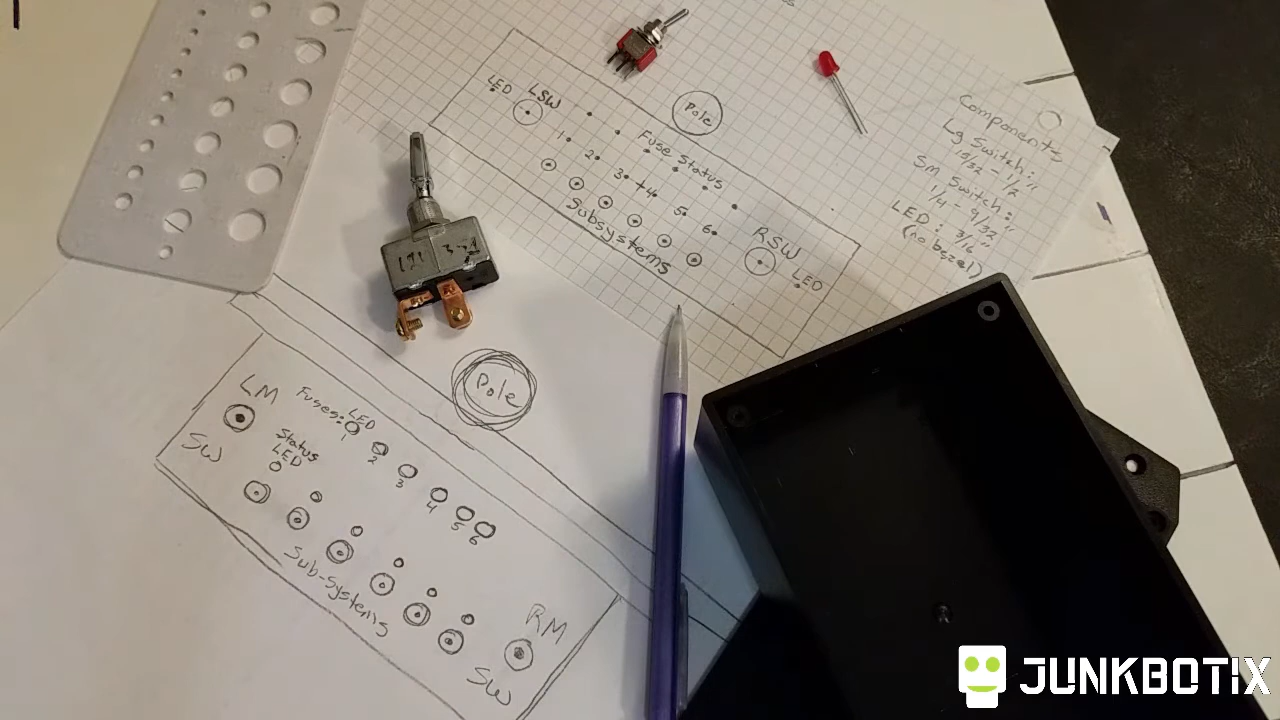 LED
LSW
Pole
Fuse Status
1
2
3
4
5
6
Subsystems
RSW
LED
Components
Lg Switch:
15/32 - 1/2"
Sm Switch:
1/4 - 9/32"
LED: 3/16"
(no bezel)
Pole
LM
SW
Fuses:
LED
1
2
3
4
5
6
Status
LED
Sub-Systems
RM
SW
JUNKBOTIX